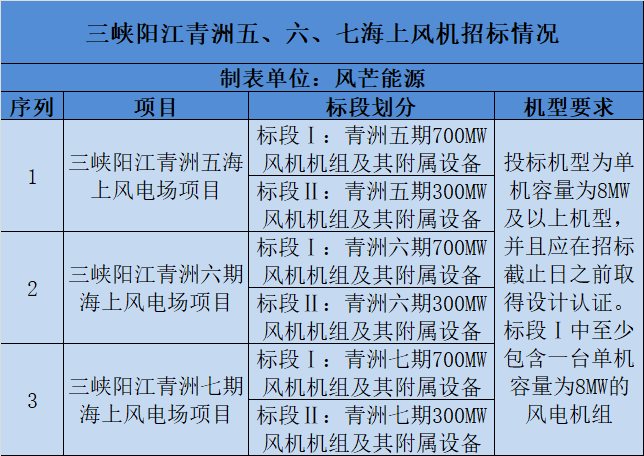 三峡阳江青洲五、六、七海上风机招标情况
制表单位：风芒能源
序列 项目 标段划分 机型要求
1
三峡阳江青洲五海
上风电场项目
标段Ⅰ：青洲五期700MW
风机机组及其附属设备
标段Ⅱ：青洲五期300MW
风机机组及其附属设备
2
三峡阳江青洲六期
海上风电场项目
标段Ⅰ：青洲六期700MW
风机机组及其附属设备
标段Ⅱ：青洲六期300MW
风机机组及其附属设备
3
三峡阳江青洲七期
海上风电场项目
标段Ⅰ：青洲七期700MW
风机机组及其附属设备
标段Ⅱ：青洲七期300MW
风机机组及其附属设备
投标机型为单
机容量为8MW
及以上机型，
并且应在招标
截止日之前取
得设计认证。
标段Ⅰ中至少
包含一台单机
容量为8MW的
风电机组